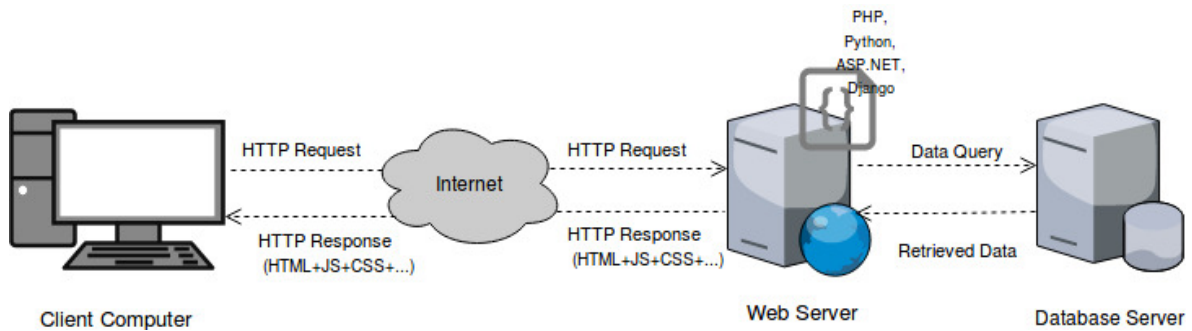 PHP,
Python,
ASP.NET,
Django
HTTP Request
HTTP Request
Data Query
Internet
HTTP Response
(HTML+JS+CSS+...)
HTTP Response
(HTML+JS+CSS+...)
Retrieved Data
Client Computer
Web Server
Database Server